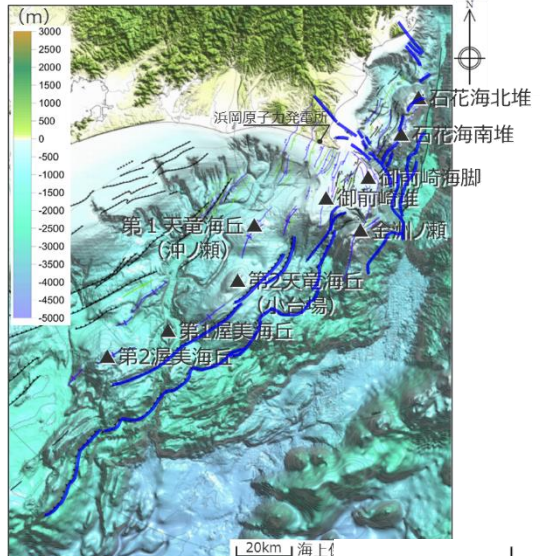 (m)
3000
2500
2000
1500
1000
500
0
-500
-1000
-1500
-2000
-2500
-3000
-3500
-4000
-4500
-5000
N
石花海北堆
浜岡原子力発電所
石花海南堆
御前崎海脚
御前崎堆
第1天竜海丘
(沖ノ瀬)
金洲ノ瀬
第2天竜海丘
(小台場)
第1渥美海丘
第2渥美海丘
20km
海上